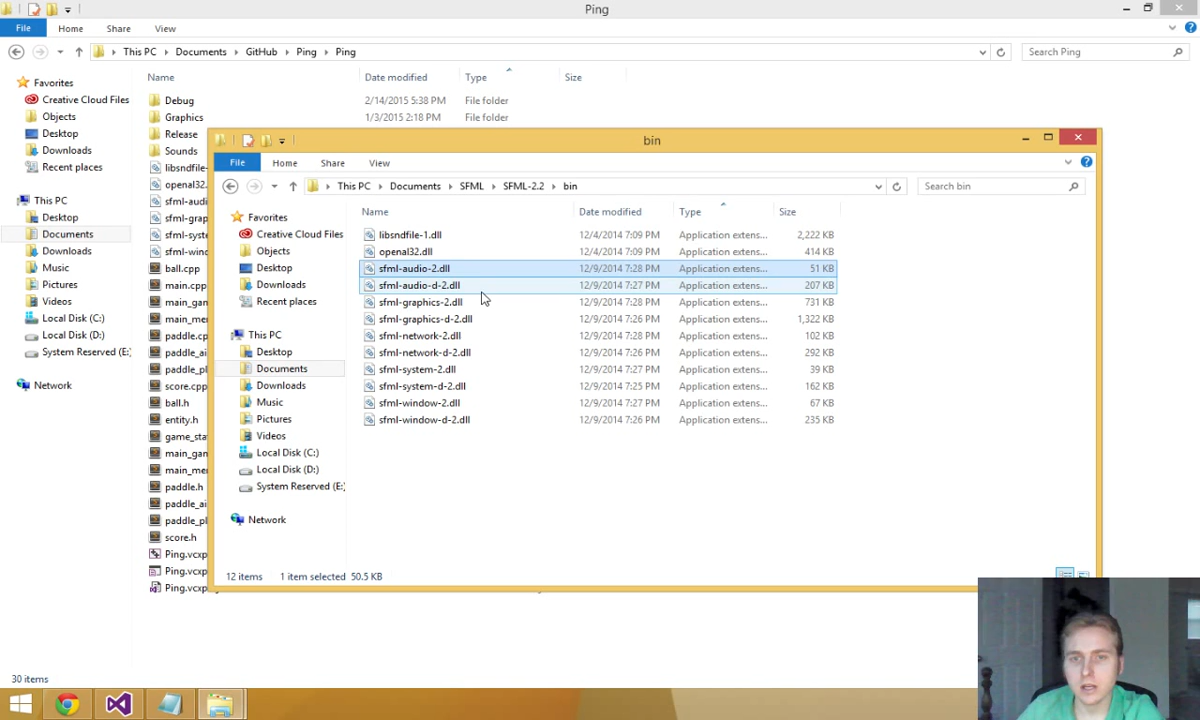 Ping
File Home Share View
This PC Documents GitHub Ping Ping Search Ping
Name Date modified Type Size
Favorites
Creative Cloud Files
Objects
Desktop
Downloads
Recent places
This PC
Desktop
Documents
Downloads
Music
Pictures
Videos
Local Disk (C:)
Local Disk (D:)
System Reserved (E:
Network
Debug 2/14/2015 5:38 PM File folder
Graphics 1/3/2015 2:18 PM File folder
Release
Sounds
libsndfile-
openal32.
sfml-audio
sfml-grap
sfml-syste
sfml-wind
ball.cpp
main.cpp
main_gam
main_me
paddle.cp
paddle_ai
paddle_pl
score.cpp
ball.h
entity.h
game_sta
main_gam
main_me
paddle.h
paddle_ai
paddle_pl
score.h
Ping.vcxp
Ping.vcxp
Ping.vcxp
30 items
bin
File Home Share View
This PC Documents SFML SFML-2.2 bin Search bin
Name Date modified Type Size
Favorites
Creative Cloud Files
Objects
Desktop
Downloads
Recent places
This PC
Desktop
Documents
Downloads
Music
Pictures
Videos
Local Disk (C:)
Local Disk (D:)
System Reserved (E:
Network
libsndfile-1.dll 12/4/2014 7:09 PM Application extens... 2,222 KB
openal32.dll 12/4/2014 7:09 PM Application extens... 414 KB
sfml-audio-2.dll 12/9/2014 7:28 PM Application extens... 51 KB
sfml-audio-d-2.dll 12/9/2014 7:27 PM Application extens... 207 KB
sfml-graphics-2.dll 12/9/2014 7:28 PM Application extens... 731 KB
sfml-graphics-d-2.dll 12/9/2014 7:26 PM Application extens... 1,322 KB
sfml-network-2.dll 12/9/2014 7:28 PM Application extens... 102 KB
sfml-network-d-2.dll 12/9/2014 7:26 PM Application extens... 292 KB
sfml-system-2.dll 12/9/2014 7:27 PM Application extens... 39 KB
sfml-system-d-2.dll 12/9/2014 7:25 PM Application extens... 162 KB
sfml-window-2.dll 12/9/2014 7:27 PM Application extens... 67 KB
sfml-window-d-2.dll 12/9/2014 7:26 PM Application extens... 235 KB
12 items 1 item selected 50.5 KB